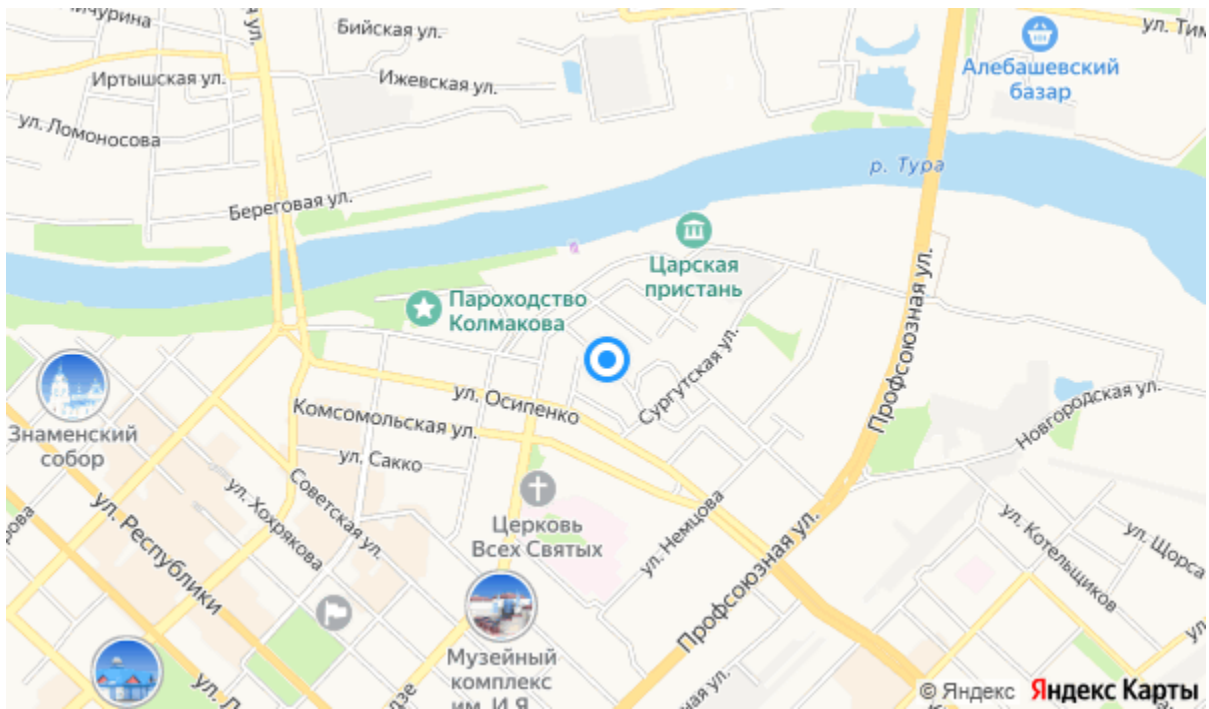 Бийская ул.
ул. Тим
Иртышская ул.
Ижевская ул.
Алебашевский
базар
ул. Ломоносова
р. Тура
Береговая ул.
Царская
пристань
Пароходство
Колмакова
Профсоюзная ул.
Сургутская ул.
ул. Осипенко
Комсомольская ул.
Новгородская ул.
Знаменский
собор
ул. Сакко
Советская ул.
ул. Хохрякова
ул. Республики
Церковь
Всех Святых
ул. Немцова
Профсоюзная ул.
ул. Котельщиков
ул. Щорса
Музейный
комплекс
им. И.Я.
© Яндекс Яндекс Карты